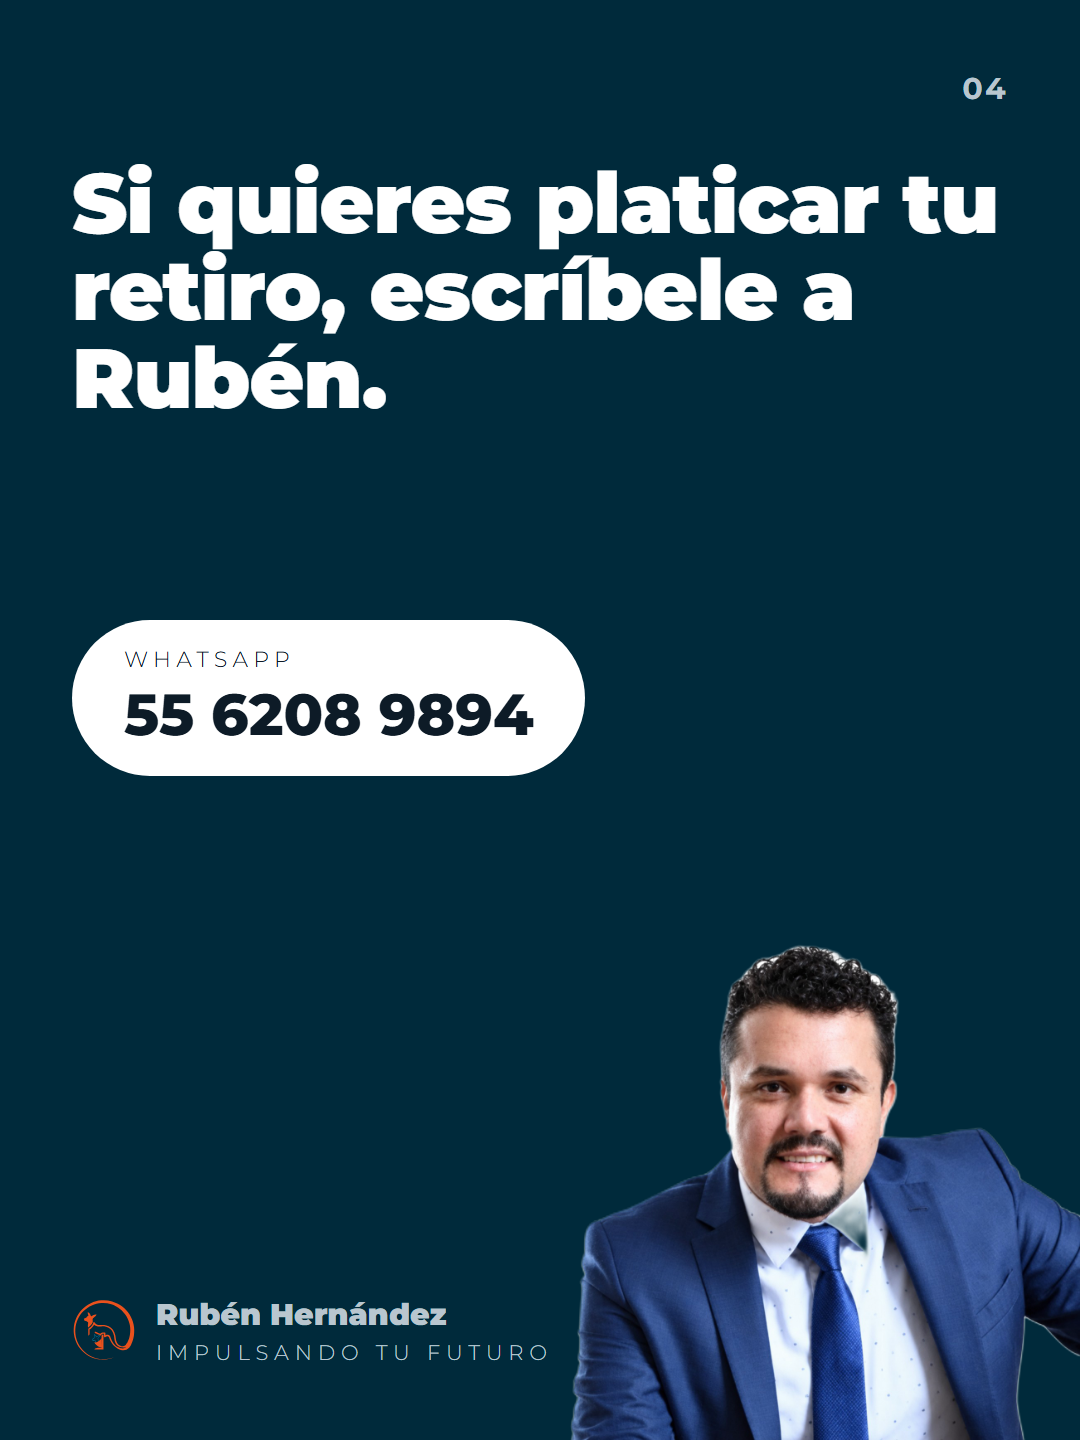 04
Si quieres platicar tu
retiro, escríbele a
Rubén.
WHATSAPP
55 6208 9894
Rubén Hernández
IMPULSANDO TU FUTURO